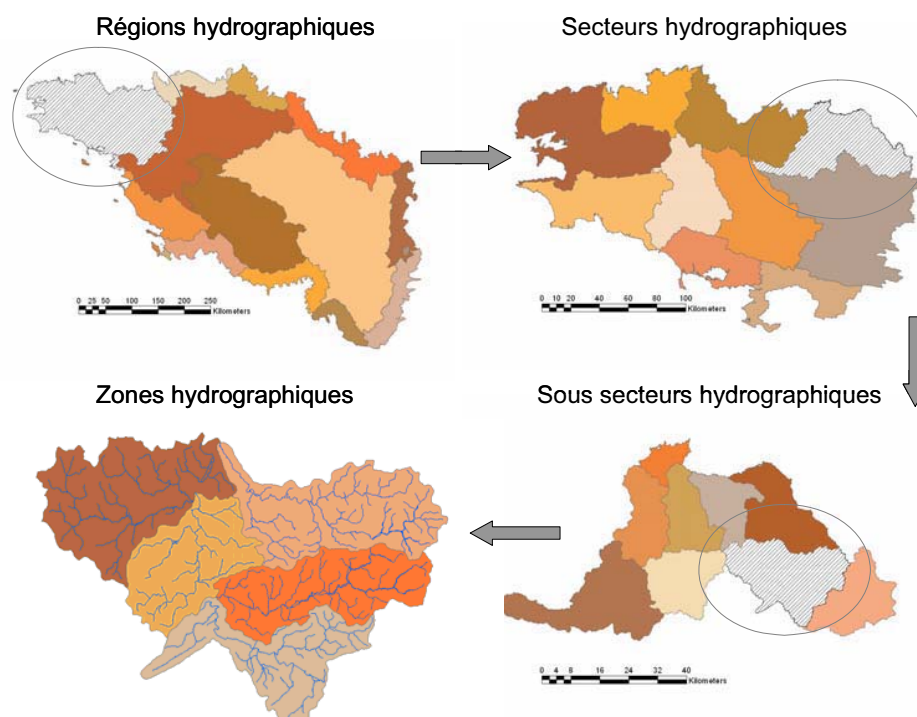 Régions hydrographiques
Secteurs hydrographiques
0 25 50 100 150 200 250
Kilometers
0 10 20 40 60 80 100
Kilometers
Zones hydrographiques
Sous secteurs hydrographiques
0 4 8 16 24 32 40
Kilometers